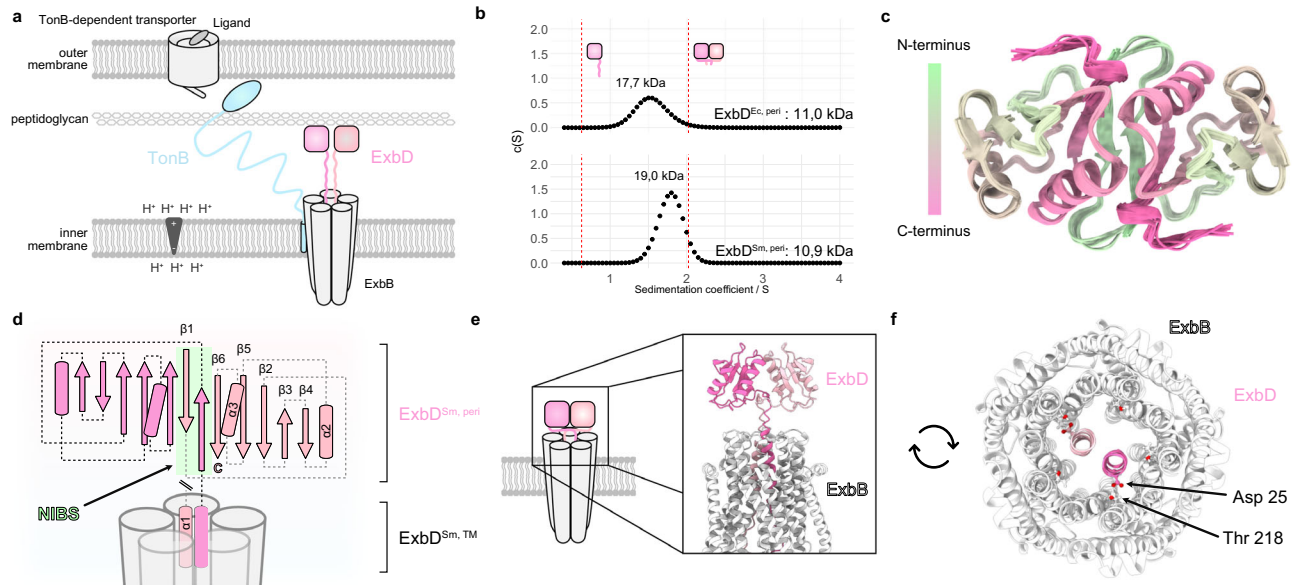 a
TonB-dependent transporter
Ligand
outer
membrane
peptidoglycan
TonB
ExbD
H⁺ H⁺ H⁺ H⁺
+
-
inner
membrane
H⁺ H⁺ H⁺
ExbB
b
2.0
1.5
1.0
0.5
0.0
17,7 kDa
ExbD^Ec, peri : 11,0 kDa
c(S)
2.0
1.5
1.0
0.5
0.0
19,0 kDa
ExbD^Sm, peri: 10,9 kDa
1 2 3 4
Sedimentation coefficient / S
c
N-terminus
C-terminus
d
β1
β6
β5
β2
β3
β4
α3
α2
C
NIBS
α1
ExbD^Sm, peri
ExbD^Sm, TM
e
ExbD
ExbB
f
ExbB
ExbD
Asp 25
Thr 218